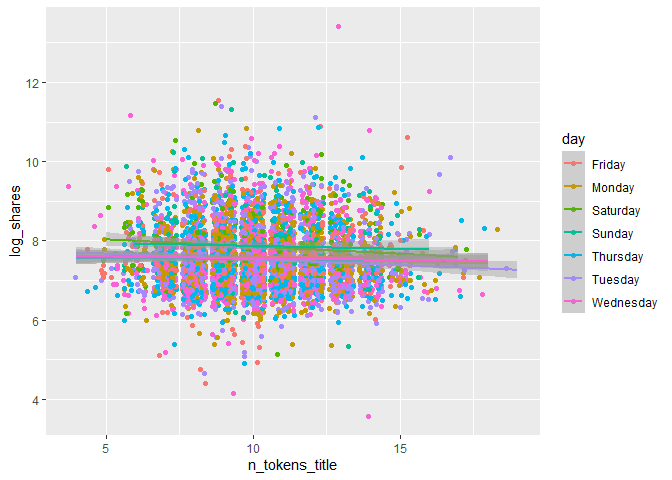 12
10
8
6
4
log_shares
5
10
15
n_tokens_title
day
Friday
Monday
Saturday
Sunday
Thursday
Tuesday
Wednesday